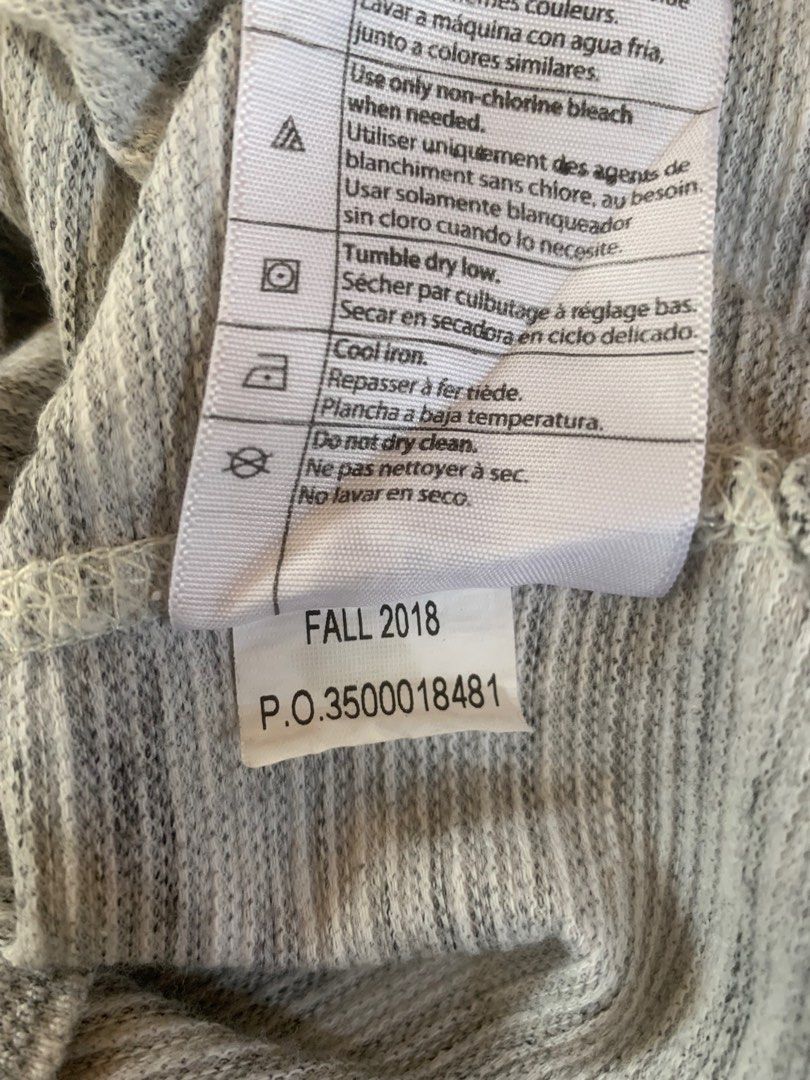 couleurs.
Lavar a máquina con agua fria,
junto a colores similares.
Use only non-chlorine bleach
when needed.
Utiliser uniquement des agents de
blanchiment sans chlore, au besoin.
Usar solamente blanqueador
sin cloro cuando lo necesite.
Tumble dry low.
Sécher par culbutage à réglage bas.
Secar en secadora en ciclo delicado.
Cool iron.
Repasser à fer tiède.
Plancha a baja temperatura.
Do not dry clean.
Ne pas nettoyer à sec.
No lavar en seco.
FALL 2018
P.O.3500018481